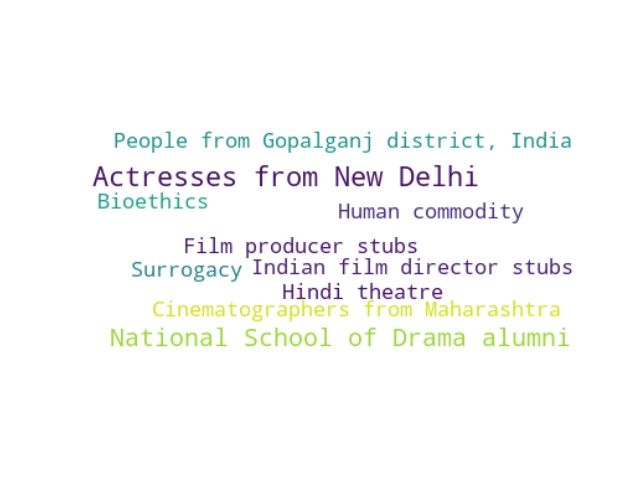 People from Gopalganj district, India
Actresses from New Delhi
Bioethics
Human commodity
Film producer stubs
Surrogacy
Indian film director stubs
Hindi theatre
Cinematographers from Maharashtra
National School of Drama alumni